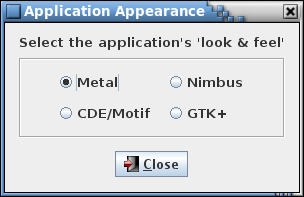 Application Appearance
Select the application's 'look & feel'
Metal Nimbus
CDE/Motif GTK+
Close